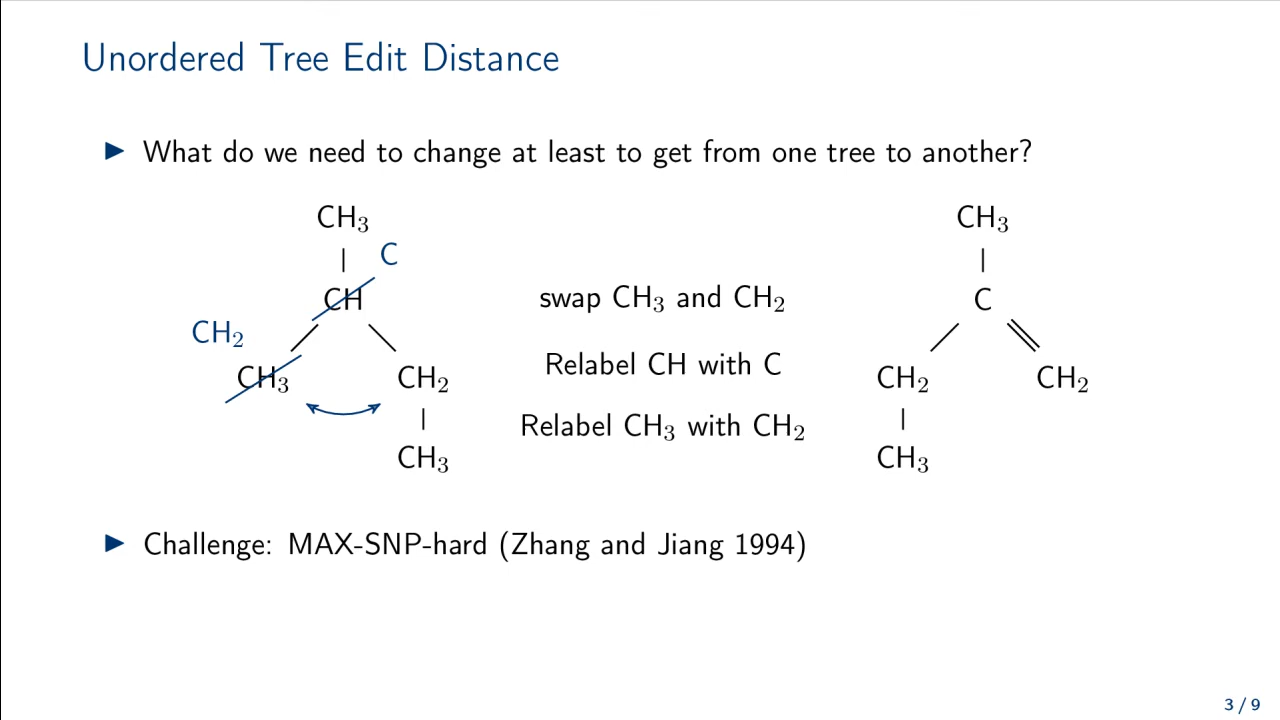 Unordered Tree Edit Distance
▶ What do we need to change at least to get from one tree to another?
CH₃
C
CH
CH₂
CH₃
CH₂
CH₃
swap CH₃ and CH₂
Relabel CH with C
Relabel CH₃ with CH₂
CH₃
C
CH₂
CH₂
CH₃
▶ Challenge: MAX-SNP-hard (Zhang and Jiang 1994)
3 / 9